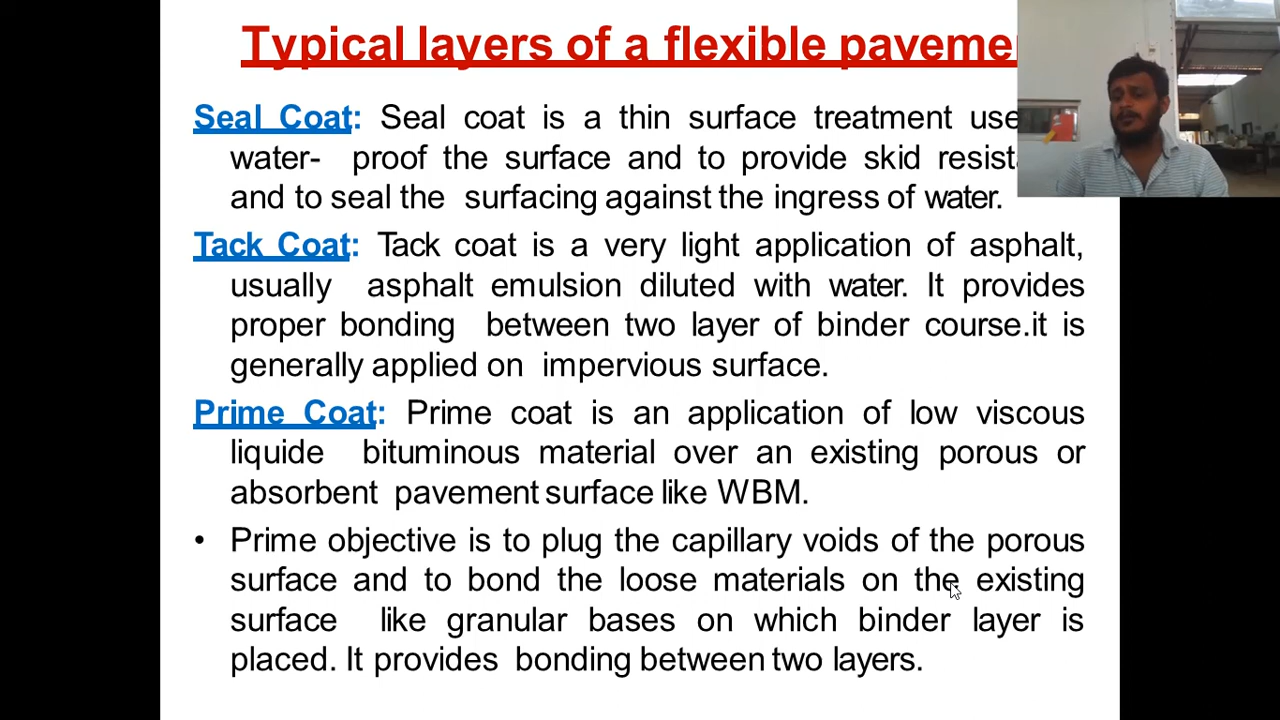 Typical layers of a flexible
Seal Coat: Seal coat is a thin surface treatment
water- proof the surface and to provide skid
and to seal the surfacing against the ingress of water.
Tack Coat: Tack coat is a very light application of asphalt,
usually asphalt emulsion diluted with water. It provides
proper bonding between two layer of binder course.it is
generally applied on impervious surface.
Prime Coat: Prime coat is an application of low viscous
liquide bituminous material over an existing porous or
absorbent pavement surface like WBM.
• Prime objective is to plug the capillary voids of the porous
surface and to bond the loose materials on the existing
surface like granular bases on which binder layer is
placed. It provides bonding between two layers.